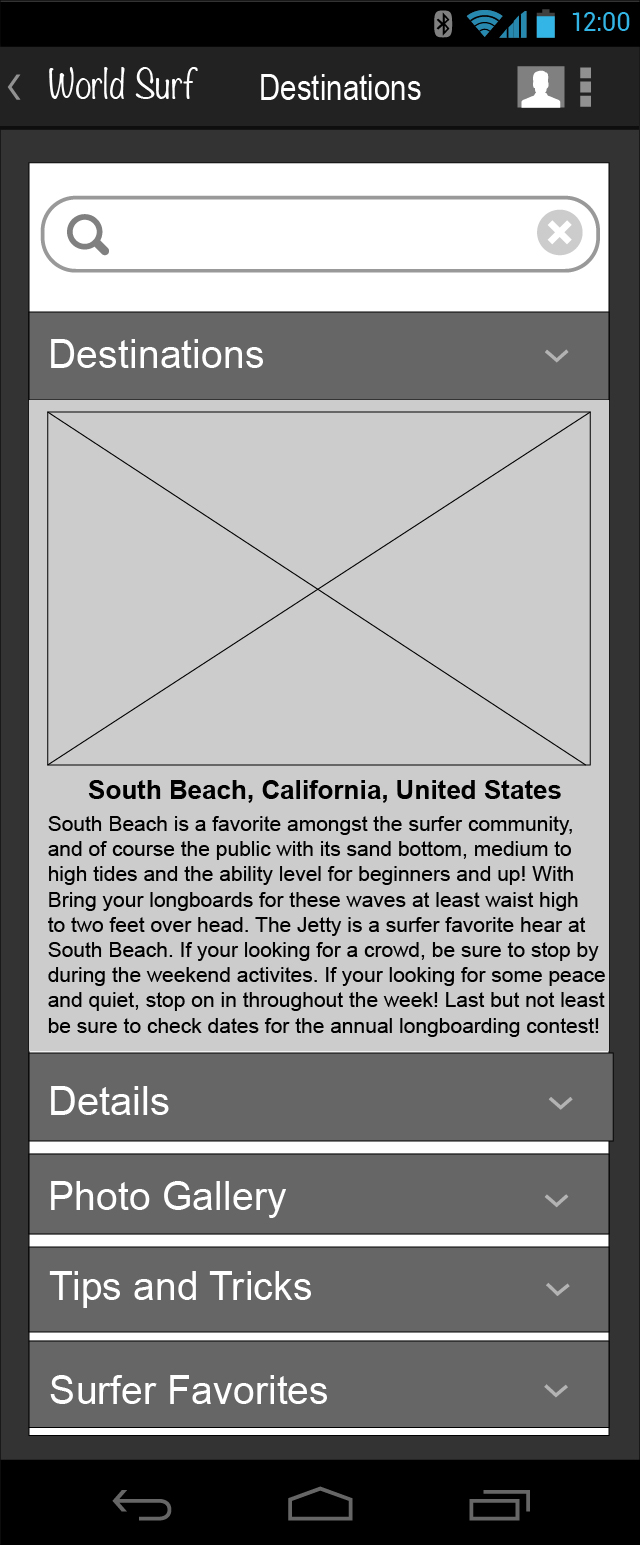 12:00
World Surf
Destinations
Destinations
South Beach, California, United States
South Beach is a favorite amongst the surfer community,
and of course the public with its sand bottom, medium to
high tides and the ability level for beginners and up! With
Bring your longboards for these waves at least waist high
to two feet over head. The Jetty is a surfer favorite hear at
South Beach. If your looking for a crowd, be sure to stop by
during the weekend activites. If your looking for some peace
and quiet, stop on in throughout the week! Last but not least
be sure to check dates for the annual longboarding contest!
Details
Photo Gallery
Tips and Tricks
Surfer Favorites